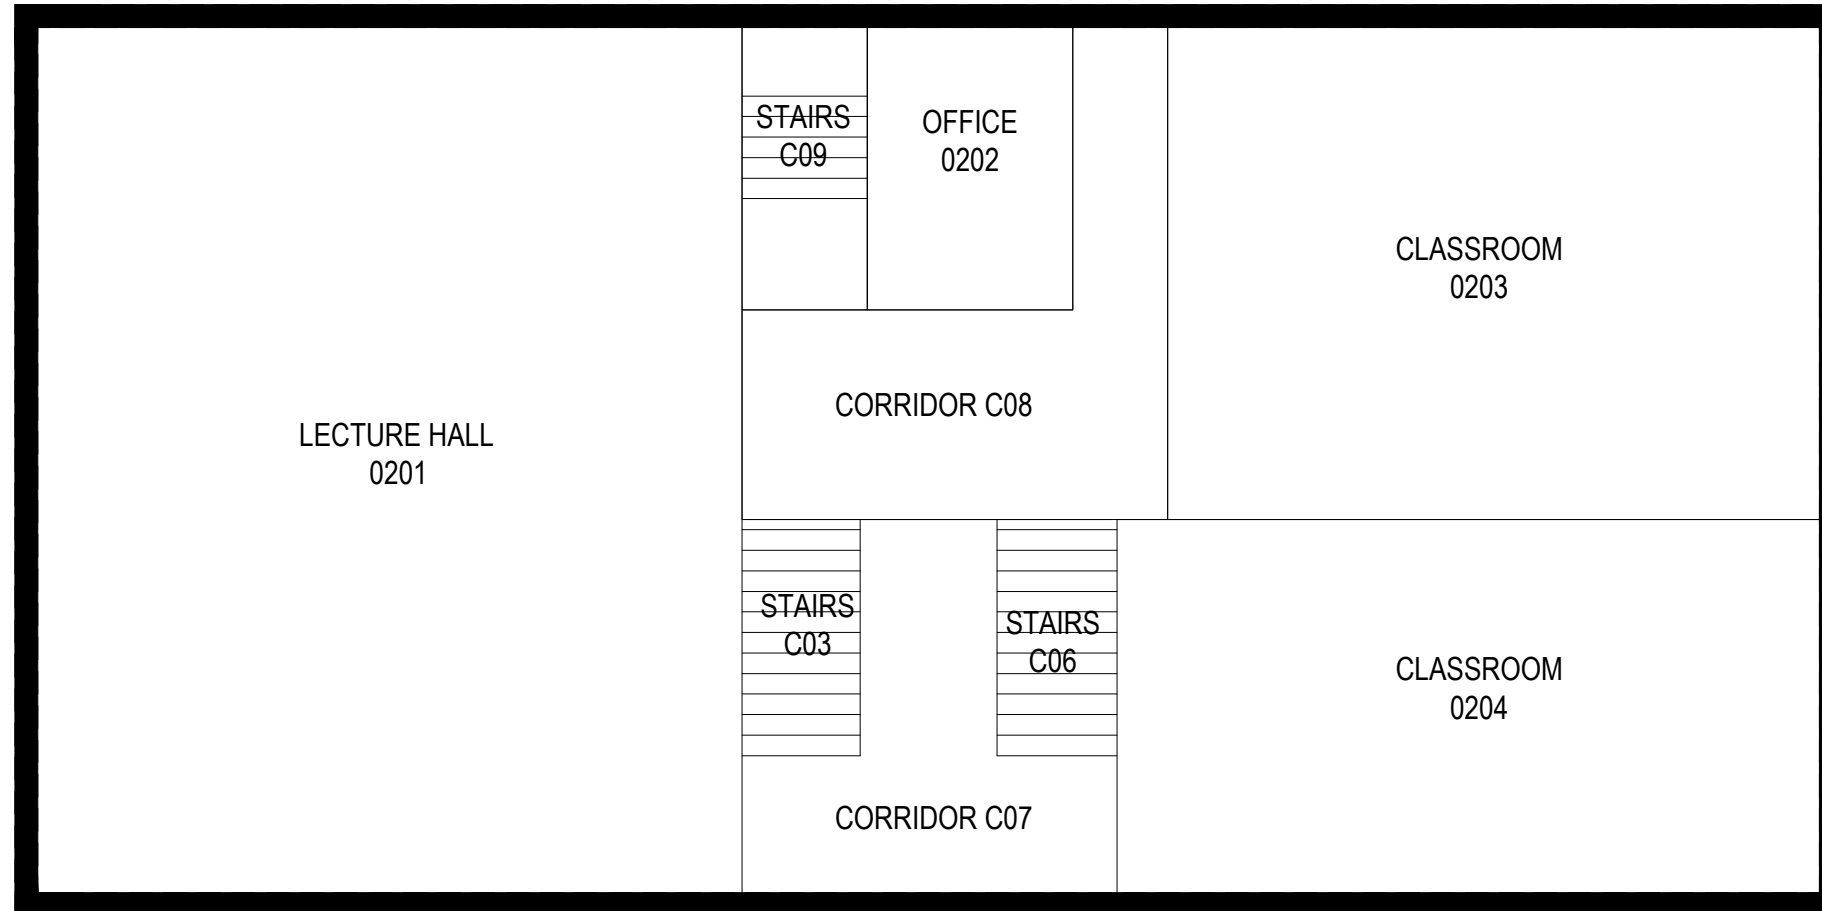 STAIRS
C09
OFFICE
0202
CLASSROOM
0203
LECTURE HALL
0201
CORRIDOR C08
STAIRS
C03
STAIRS
C06
CLASSROOM
0204
CORRIDOR C07